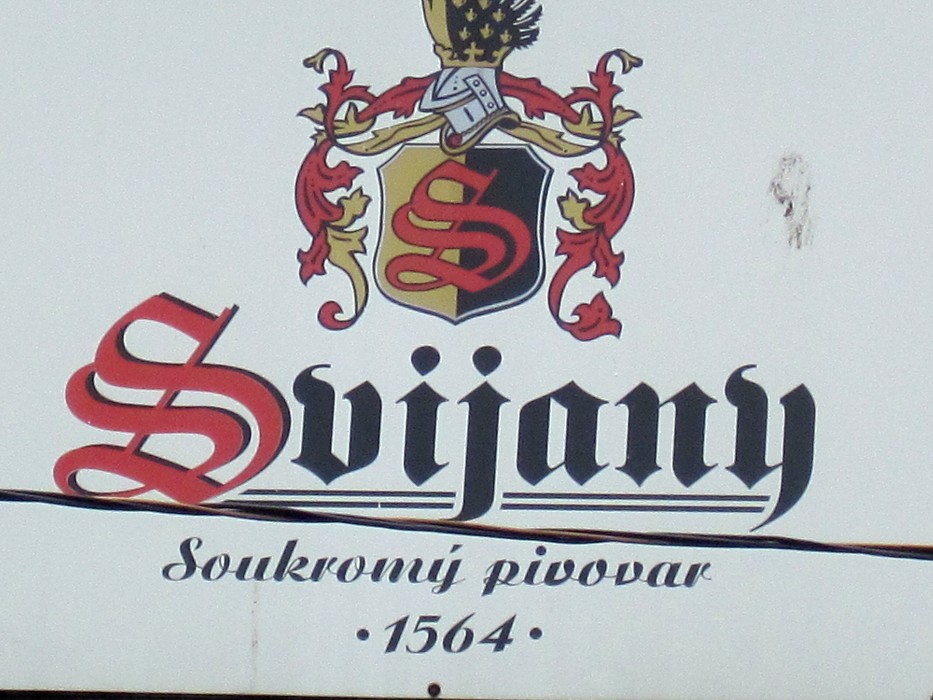 S
Svijany
Soukromý pivovar
• 1564 •